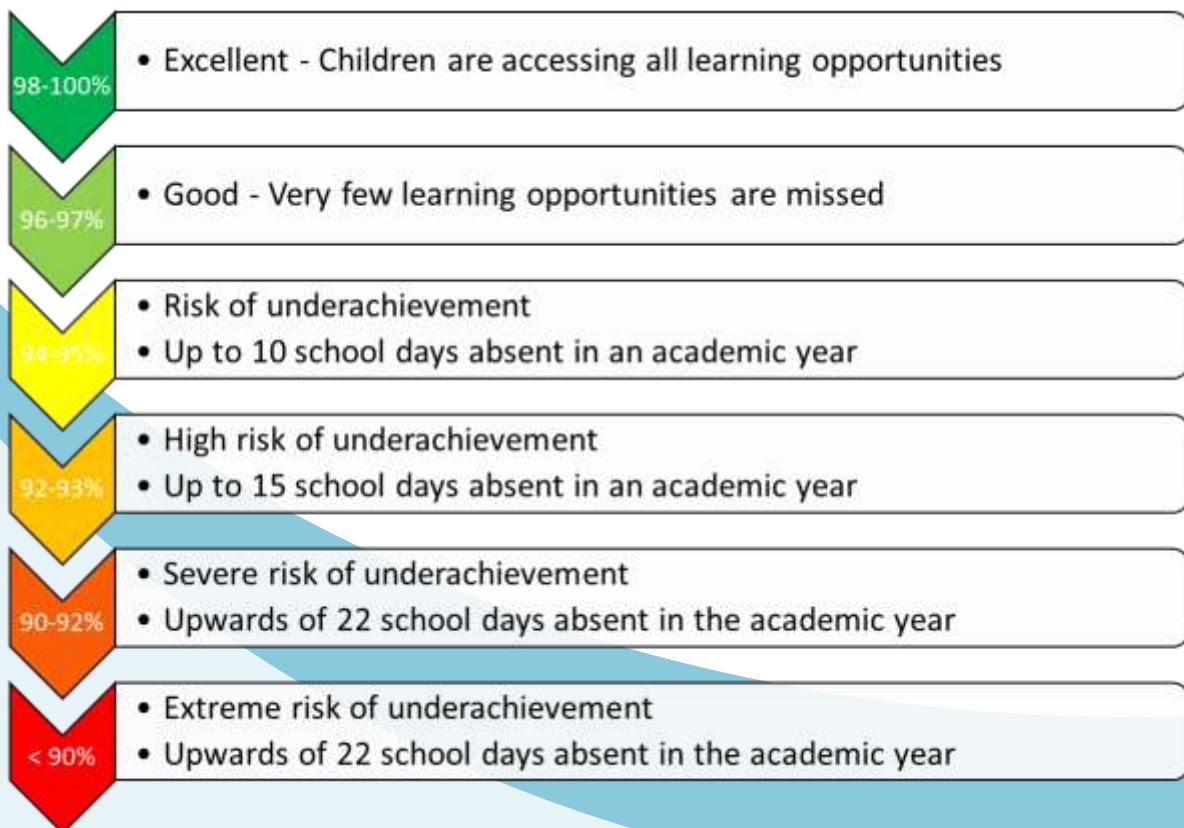 98-100%
• Excellent - Children are accessing all learning opportunities
96-97%
• Good - Very few learning opportunities are missed
94-95%
• Risk of underachievement
• Up to 10 school days absent in an academic year
92-93%
• High risk of underachievement
• Up to 15 school days absent in an academic year
90-92%
• Severe risk of underachievement
• Upwards of 22 school days absent in the academic year
< 90%
• Extreme risk of underachievement
• Upwards of 22 school days absent in the academic year